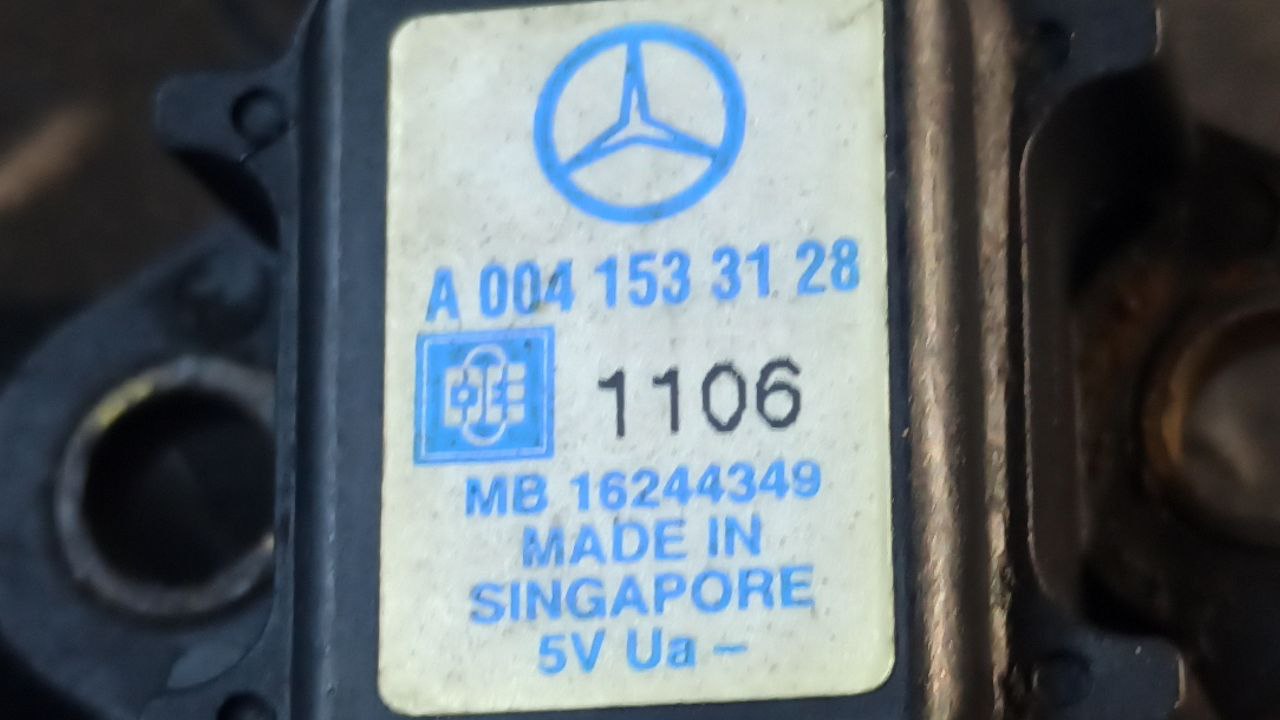 A 004 153 31 28
1106
MB 16244349
MADE IN
SINGAPORE
5V Ua –